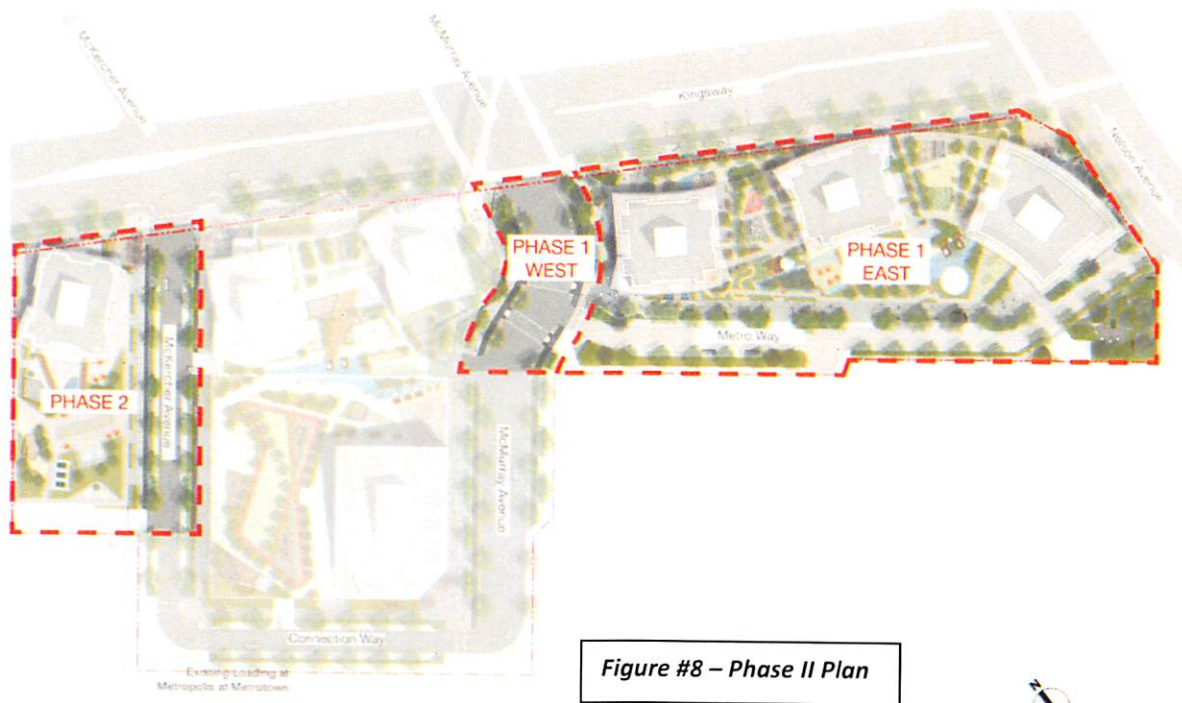 McKercher Avenue
McMurray Avenue
Kingsway
Nelson Avenue
PHASE 1
WEST
PHASE 1
EAST
Metro Way
PHASE 2
McKercher Avenue
McMurray Avenue
Connection Way
Existing Loading at
Metropolis at Metrotown
Figure #8 – Phase II Plan
N